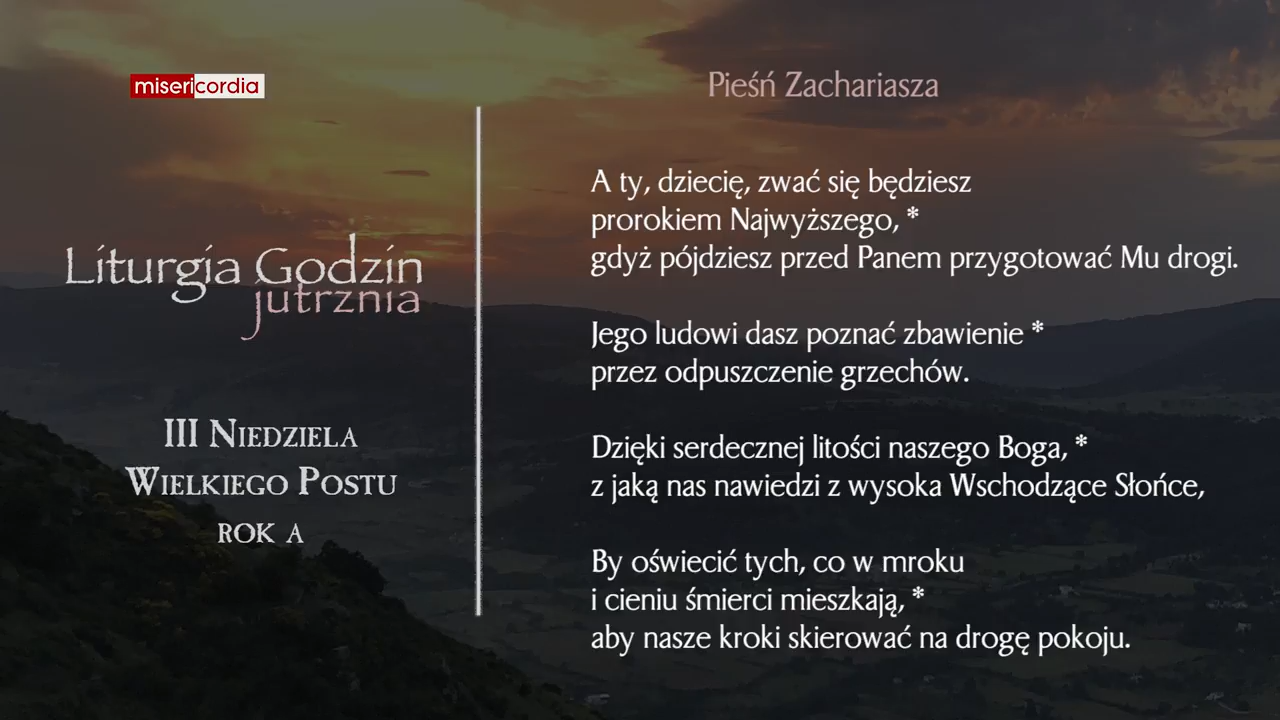 misericordia
Liturgia Godzin
jutrznia
III Niedziela
Wielkiego Postu
rok A
Pieśń Zachariasza
A ty, dziecię, zwać się będziesz
prorokiem Najwyższego, *
gdyż pójdziesz przed Panem przygotować Mu drogi.
Jego ludowi dasz poznać zbawienie *
przez odpuszczenie grzechów.
Dzięki serdecznej litości naszego Boga, *
z jaką nas nawiedzi z wysoka Wschodzące Słońce,
By oświecić tych, co w mroku
i cieniu śmierci mieszkają, *
aby nasze kroki skierować na drogę pokoju.